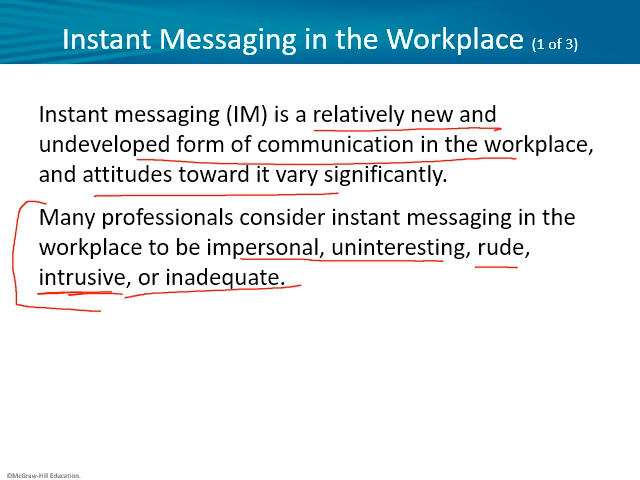 Instant Messaging in the Workplace (1 of 3)
Instant messaging (IM) is a relatively new and
undeveloped form of communication in the workplace,
and attitudes toward it vary significantly.
Many professionals consider instant messaging in the
workplace to be impersonal, uninteresting, rude,
intrusive, or inadequate.
©McGraw-Hill Education.